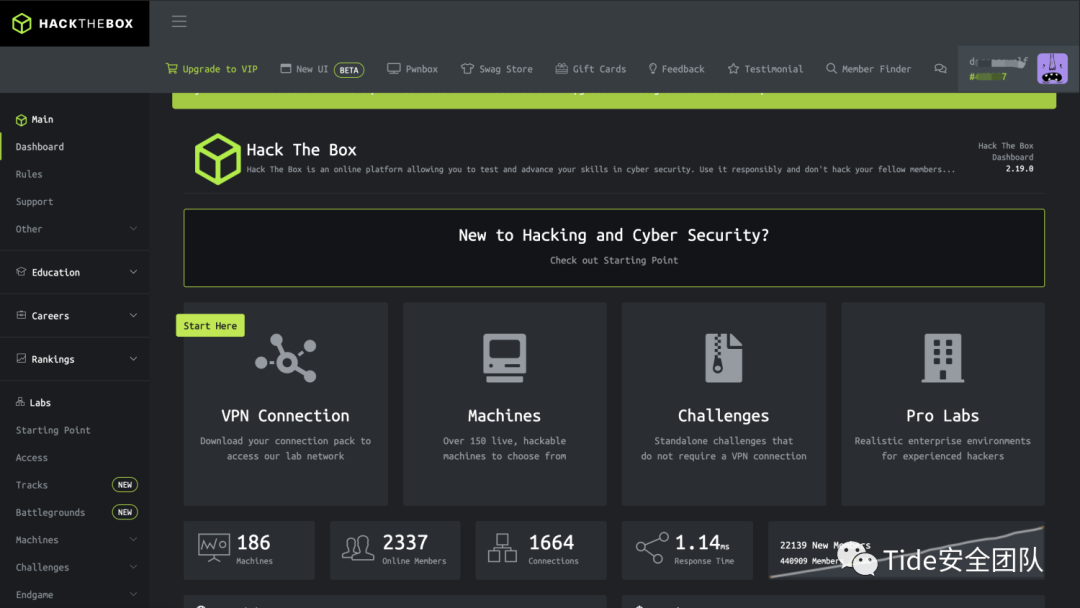 HACKTHEBOX
Upgrade to VIP
New UI BETA
Pwnbox
Swag Store
Gift Cards
Feedback
Testimonial
Member Finder
Main
Dashboard
Rules
Support
Other
Education
Careers
Rankings
Labs
Starting Point
Access
Tracks NEW
Battlegrounds NEW
Machines
Challenges
Endgame
Hack The Box
Hack The Box is an online platform allowing you to test and advance your skills in cyber security. Use it responsibly and don't hack your fellow members...
Hack The Box
Dashboard
2.19.0
New to Hacking and Cyber Security?
Check out Starting Point
Start Here
VPN Connection
Download your connection pack to
access our lab network
Machines
Over 150 live, hackable
machines to choose from
Challenges
Standalone challenges that
do not require a VPN connection
Pro Labs
Realistic enterprise environments
for experienced hackers
186
Machines
2337
Online Members
1664
Connections
1.14ms
Response Time
22139 New Members
440909 Members
Tide安全团队